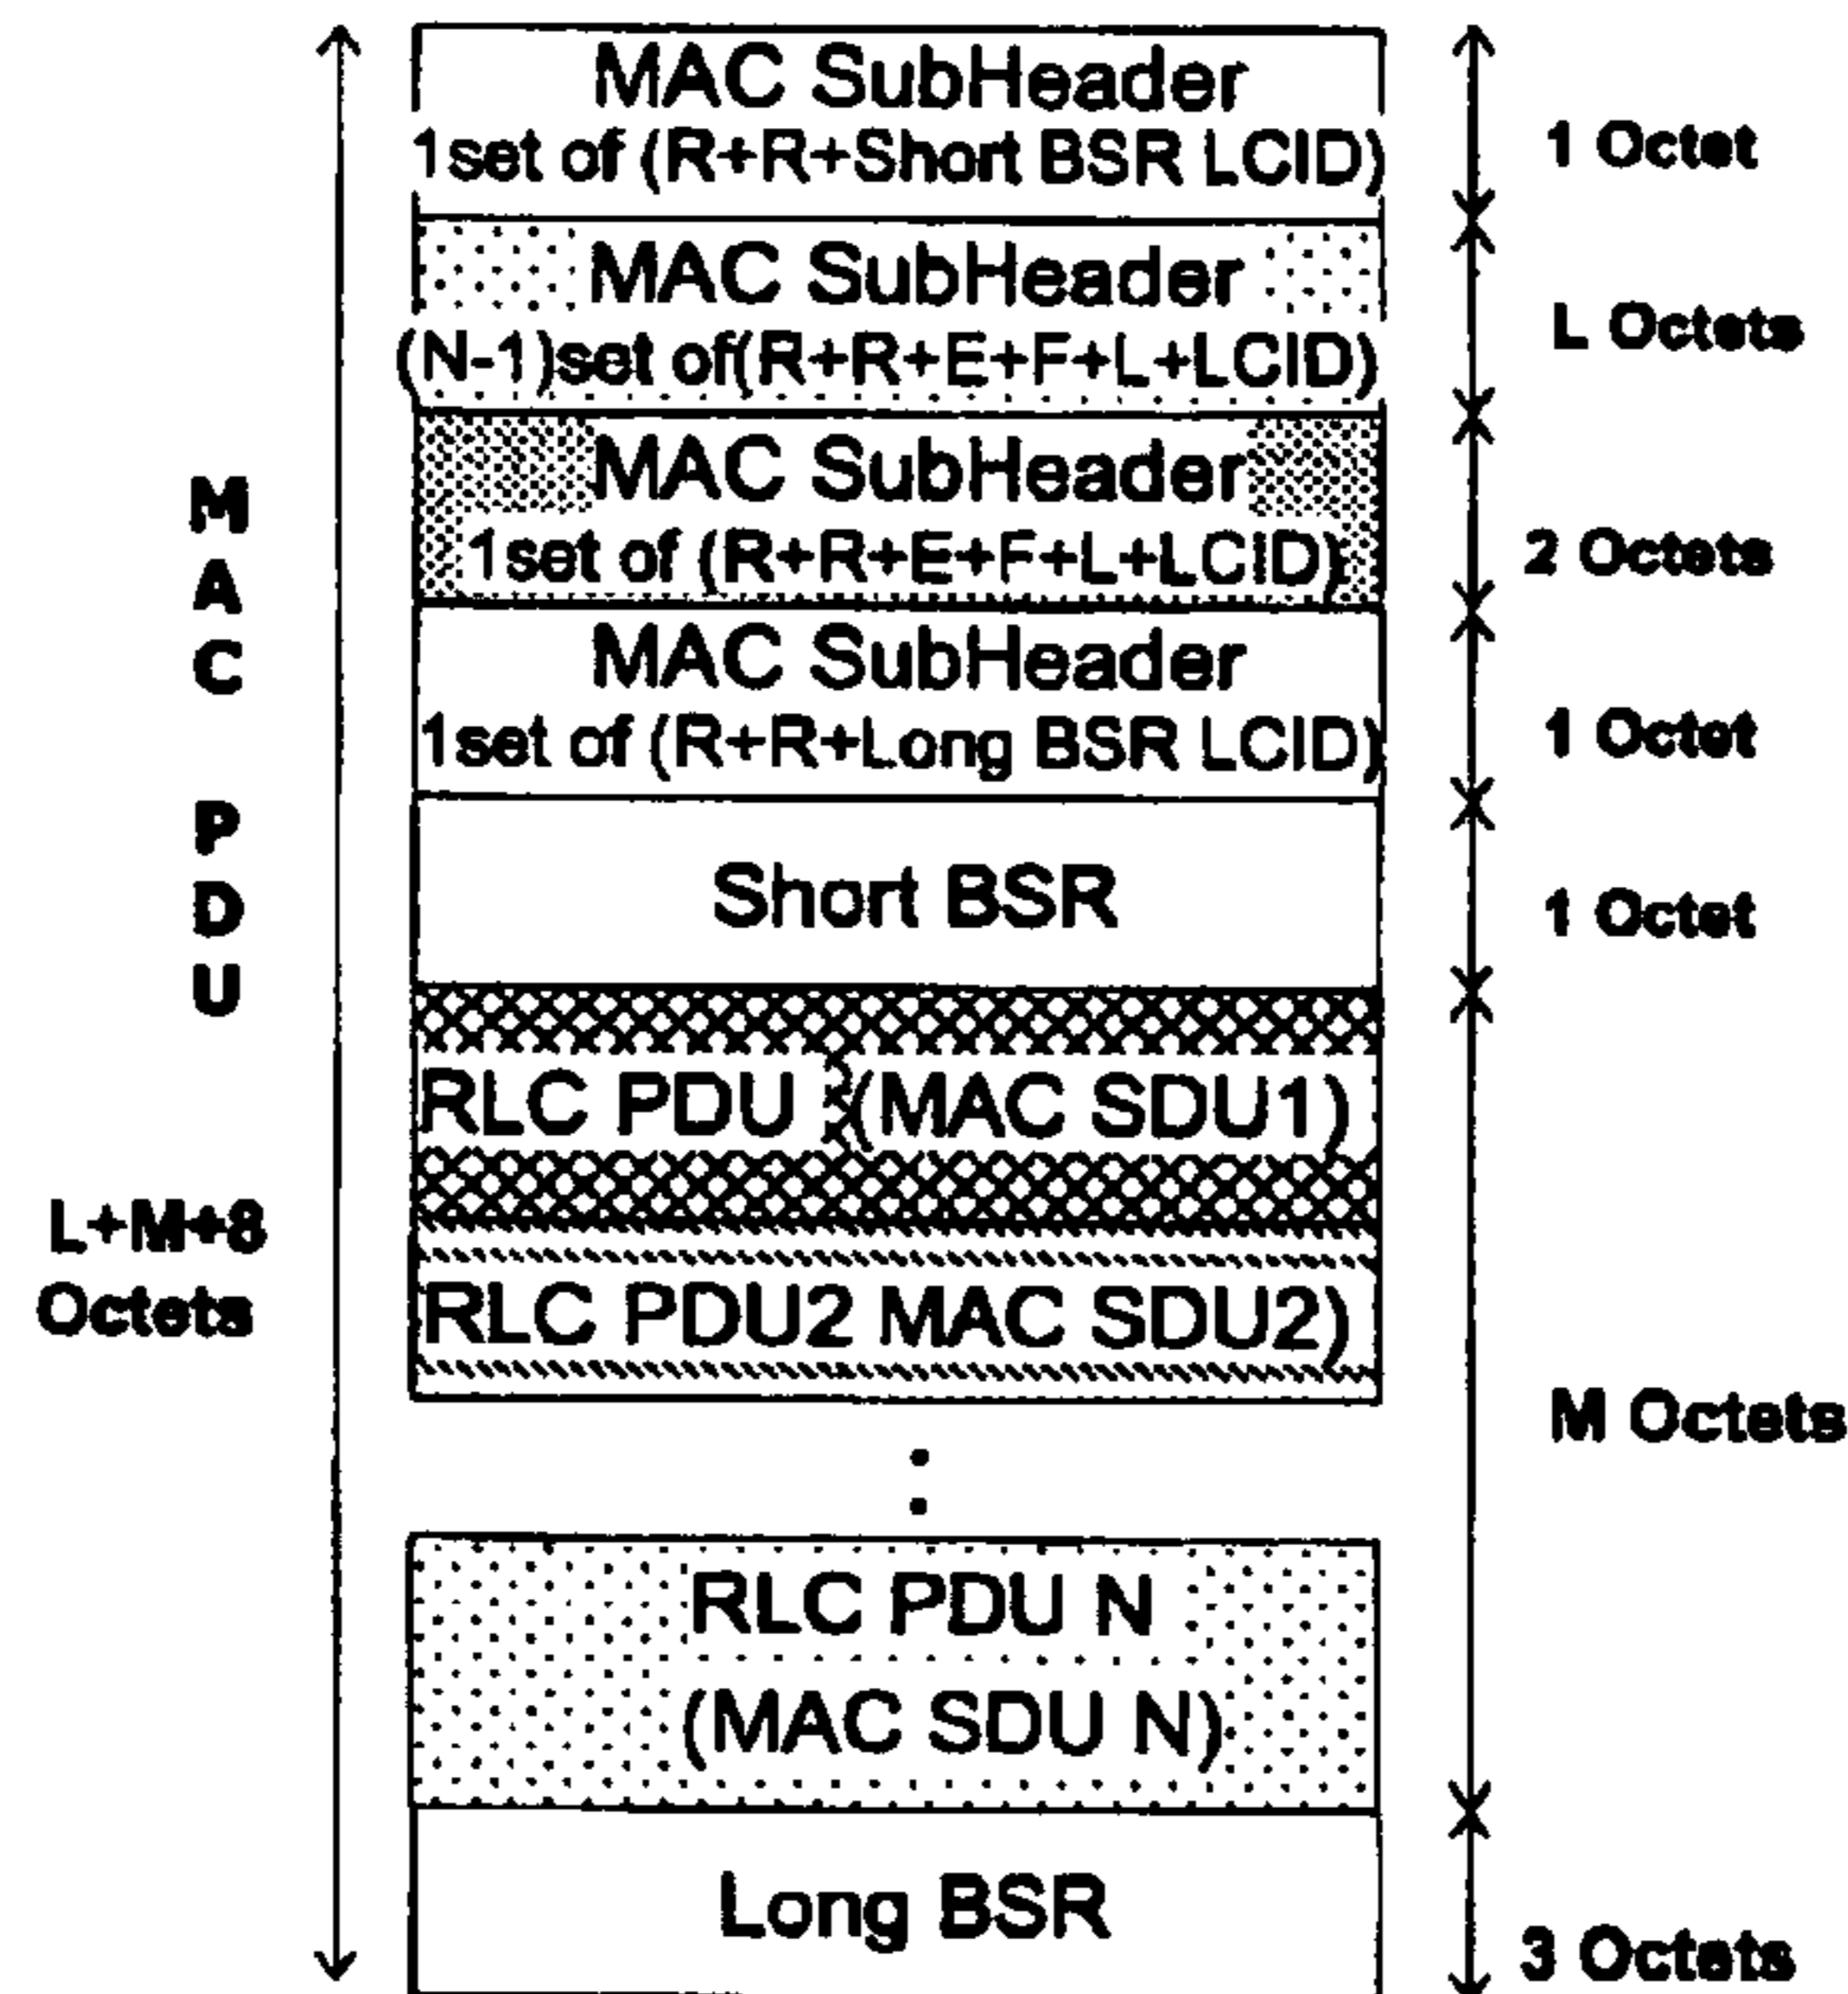 MAC SubHeader
1set of (R+R+Short BSR LCID)
1 Octet
MAC SubHeader
(N-1)set of(R+R+E+F+L+LCID)
L Octets
MAC SubHeader
1set of (R+R+E+F+L+LCID)
2 Octets
MAC SubHeader
1set of (R+R+Long BSR LCID)
1 Octet
MAC PDU
Short BSR
1 Octet
RLC PDU (MAC SDU1)
L+M+8
Octets
RLC PDU2 MAC SDU2)
M Octets
:
RLC PDU N
(MAC SDU N)
Long BSR
3 Octets